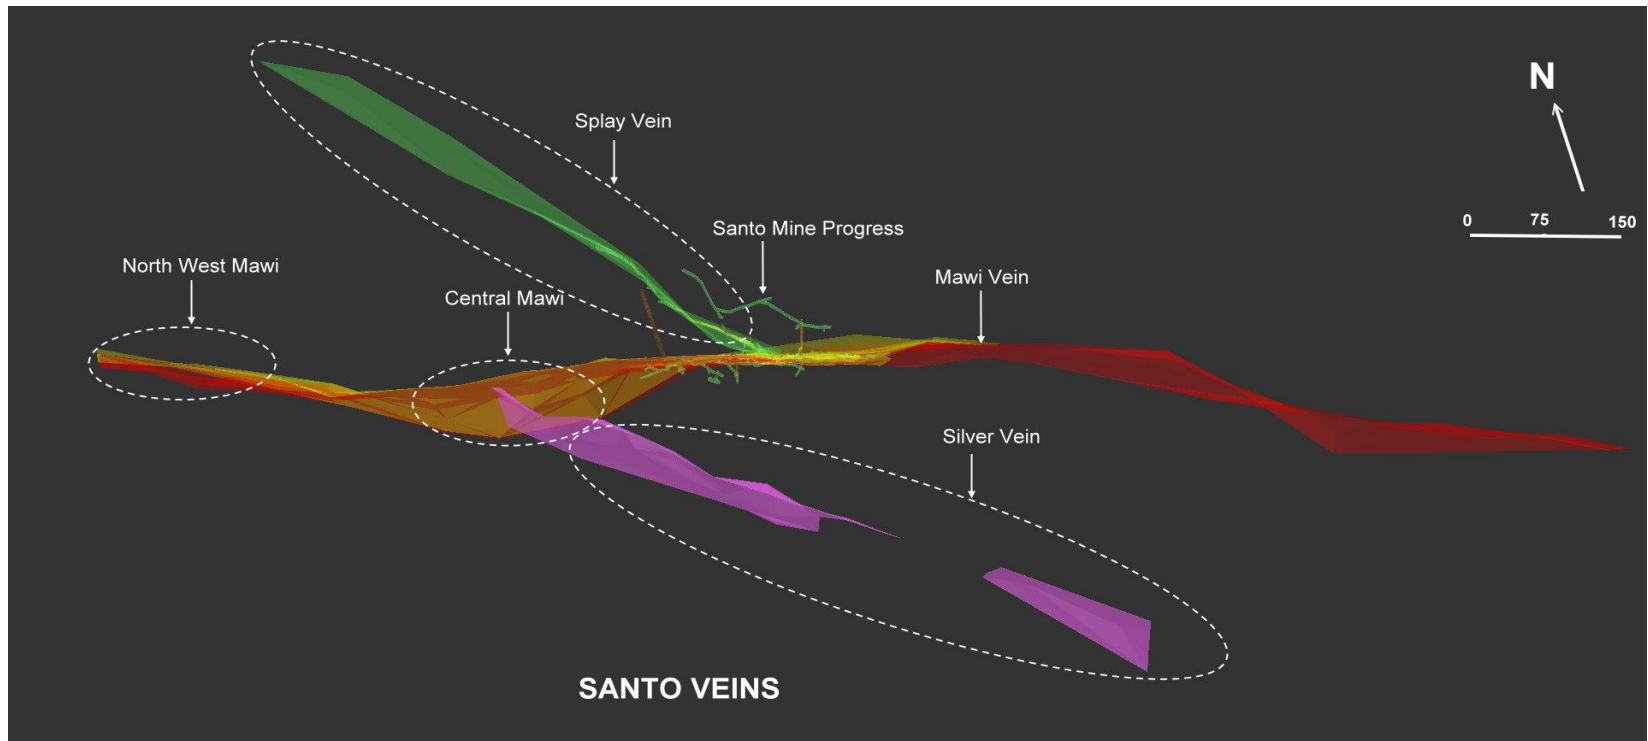 N
Splay Vein
0 75 150
Santo Mine Progress
North West Mawi
Mawi Vein
Central Mawi
Silver Vein
SANTO VEINS